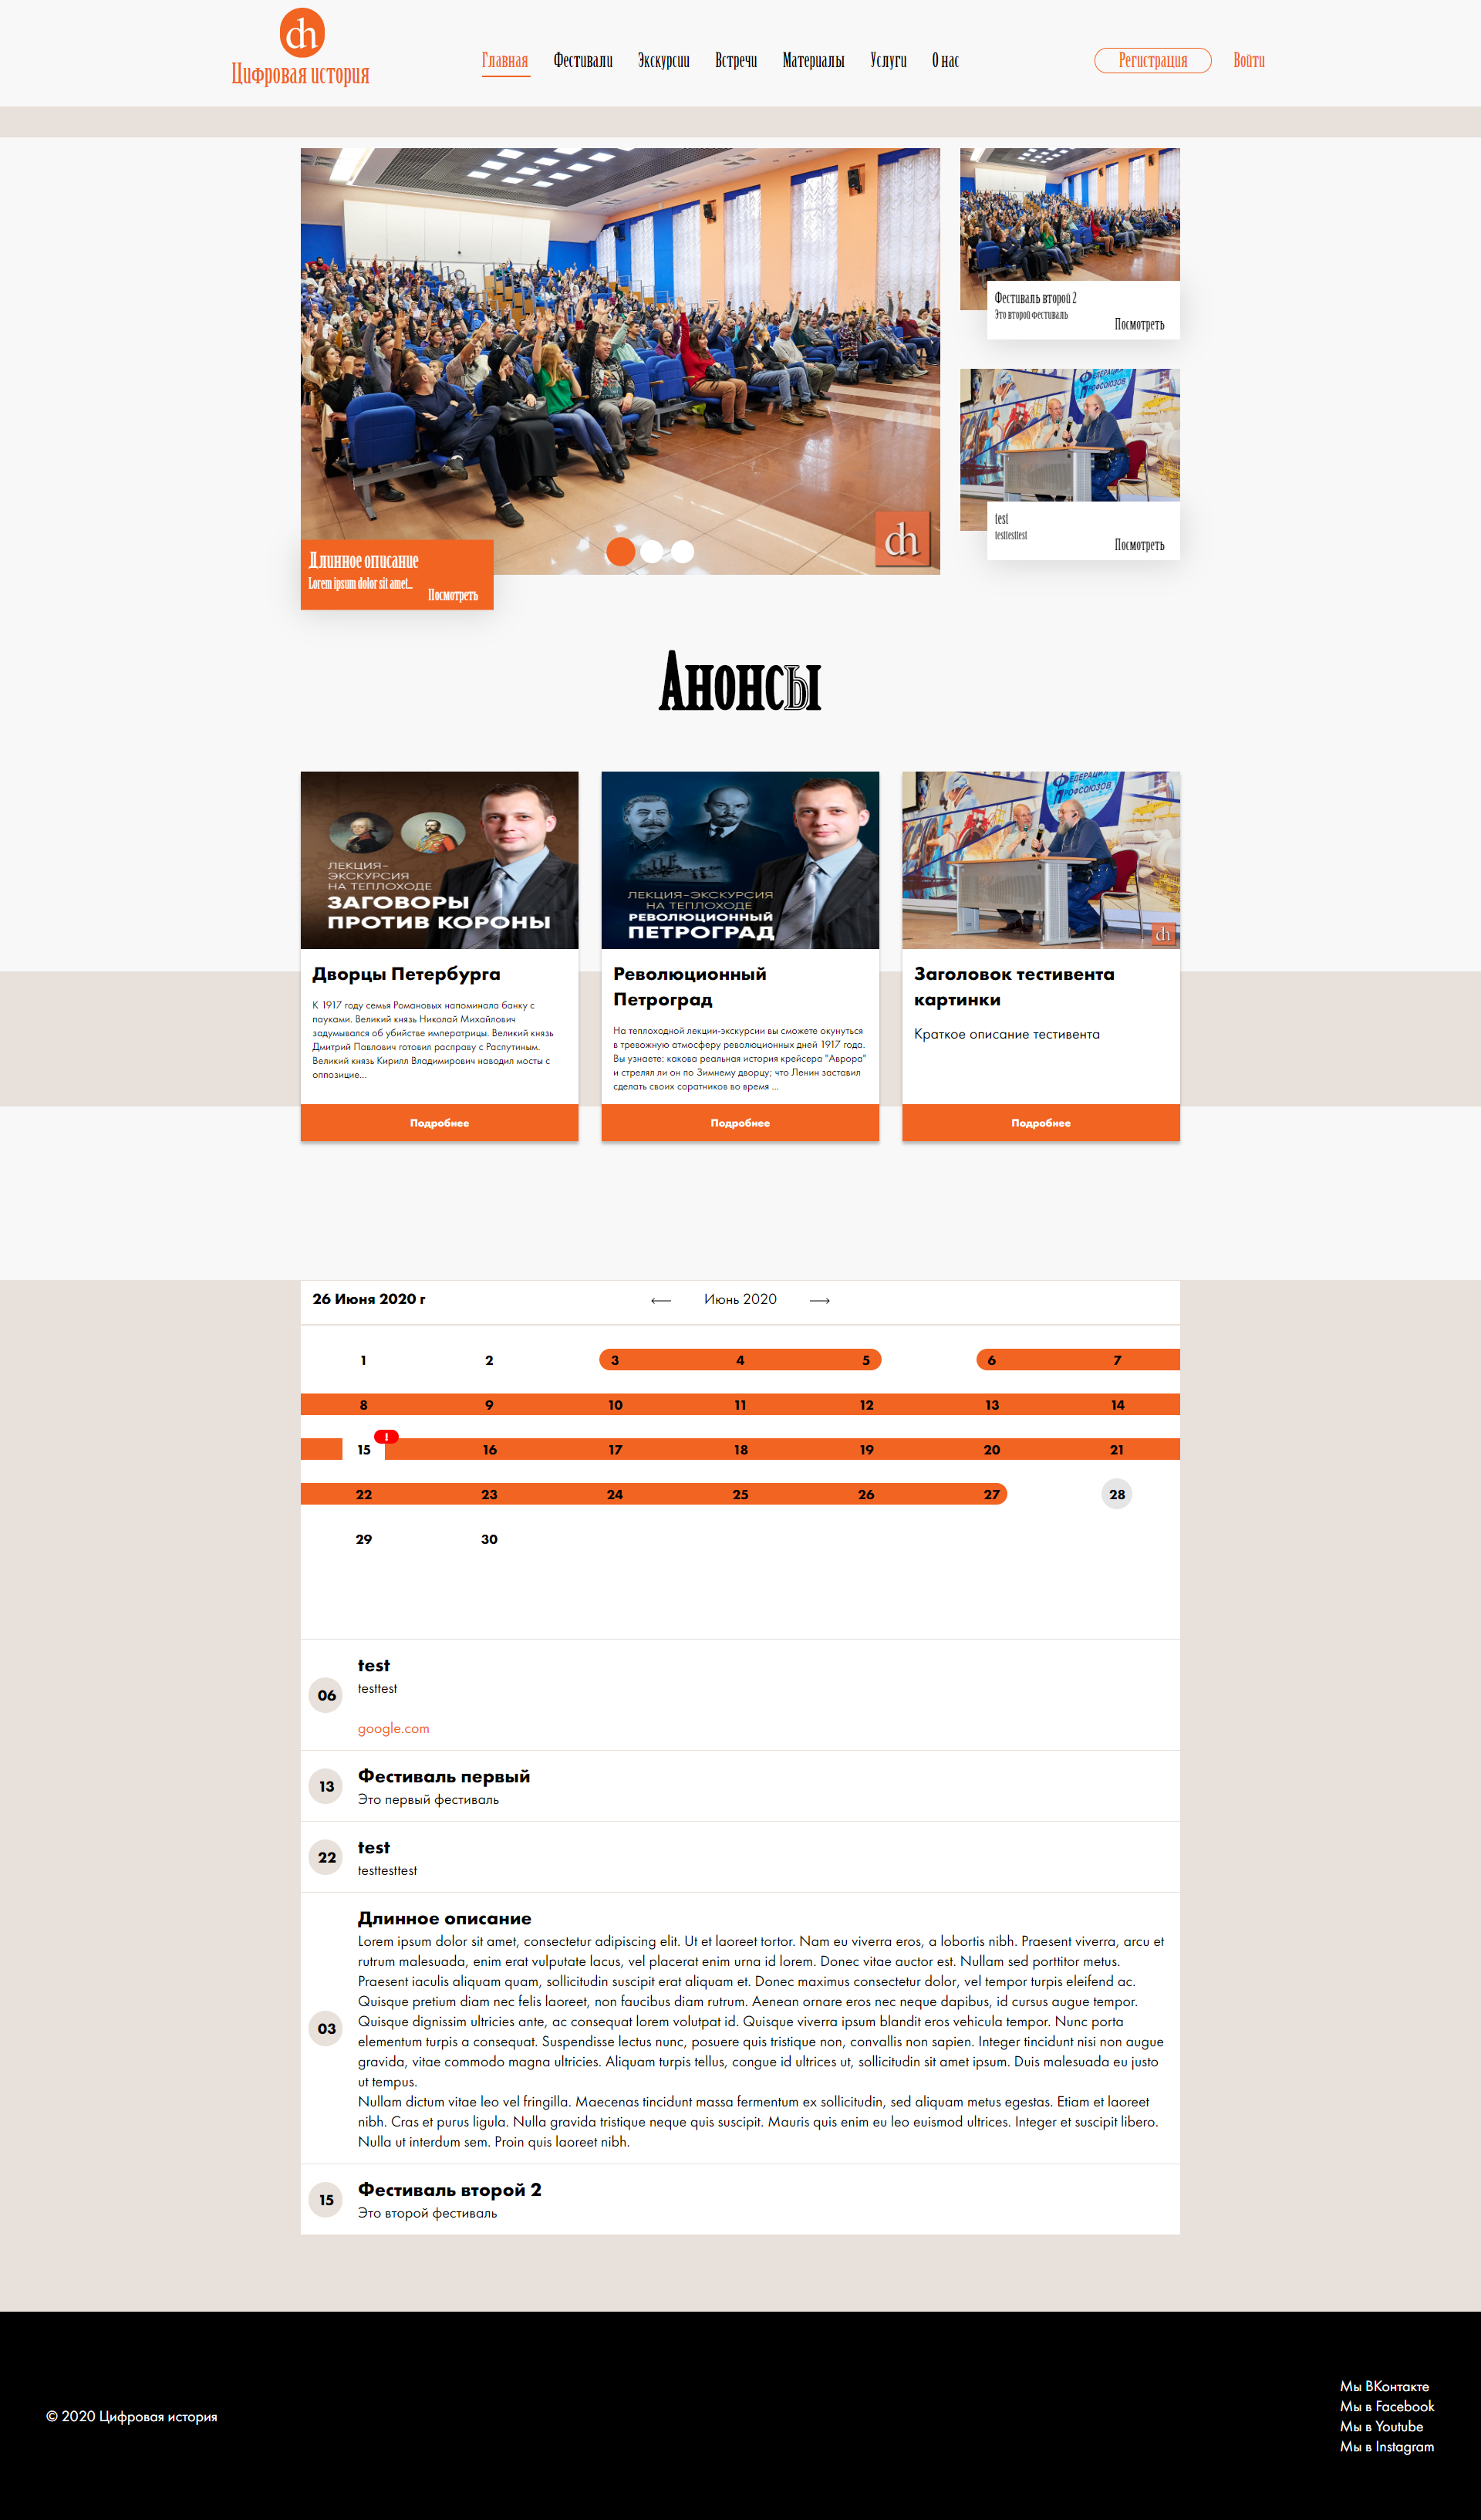 dh
Цифровая история
Главная
Фестивали
Экскурсии
Встречи
Материалы
Услуги
О нас
Регистрация
Войти
dh
Длинное описание
Lorem ipsum dolor sit amet...
Посмотреть
Фестиваль второй 2
Это второй фестиваль
Посмотреть
ФЕДЕРАЦИЯ
ПРОФСОЮЗОВ
test
testtesttest
Посмотреть
Анонсы
ЛЕКЦИЯ-
ЭКСКУРСИЯ
НА ТЕПЛОХОДЕ
ЗАГОВОРЫ
ПРОТИВ КОРОНЫ
Дворцы Петербурга
К 1917 году семья Романовых напоминала банку с
пауками. Великий князь Николай Михайлович
задумывался об убийстве императрицы. Великий князь
Дмитрий Павлович готовил расправу с Распутиным.
Великий князь Кирилл Владимирович наводил мосты с
оппозицие...
Подробнее
ЛЕКЦИЯ-ЭКСКУРСИЯ
НА ТЕПЛОХОДЕ
РЕВОЛЮЦИОННЫЙ
ПЕТРОГРАД
Революционный
Петроград
На теплоходной лекции-экскурсии вы сможете окунуться
в тревожную атмосферу революционных дней 1917 года.
Вы узнаете: какова реальная история крейсера "Аврора"
и стрелял ли он по Зимнему дворцу; что Ленин заставил
сделать своих соратников во время ...
Подробнее
ФЕДЕРАЦИЯ
ПРОФСОЮЗОВ
dh
Заголовок тестивента
картинки
Краткое описание тестивента
Подробнее
26 Июня 2020 г
Июнь 2020
1 2 3 4 5 6 7
8 9 10 11 12 13 14
15 ! 16 17 18 19 20 21
22 23 24 25 26 27 28
29 30
06
test
testtest
google.com
13
Фестиваль первый
Это первый фестиваль
22
test
testtesttest
03
Длинное описание
Lorem ipsum dolor sit amet, consectetur adipiscing elit. Ut et laoreet tortor. Nam eu viverra eros, a lobortis nibh. Praesent viverra, arcu et
rutrum malesuada, enim erat vulputate lacus, vel placerat enim urna id lorem. Donec vitae auctor est. Nullam sed porttitor metus.
Praesent iaculis aliquam quam, sollicitudin suscipit erat aliquam et. Donec maximus consectetur dolor, vel tempor turpis eleifend ac.
Quisque pretium diam nec felis laoreet, non faucibus diam rutrum. Aenean ornare eros nec neque dapibus, id cursus augue tempor.
Quisque dignissim ultricies ante, ac consequat lorem volutpat id. Quisque viverra ipsum blandit eros vehicula tempor. Nunc porta
elementum turpis a consequat. Suspendisse lectus nunc, posuere quis tristique non, convallis non sapien. Integer tincidunt nisi non augue
gravida, vitae commodo magna ultricies. Aliquam turpis tellus, congue id ultrices ut, sollicitudin sit amet ipsum. Duis malesuada eu justo
ut tempus.
Nullam dictum vitae leo vel fringilla. Maecenas tincidunt massa fermentum ex sollicitudin, sed aliquam metus egestas. Etiam et laoreet
nibh. Cras et purus ligula. Nulla gravida tristique neque quis suscipit. Mauris quis enim eu leo euismod ultrices. Integer et suscipit libero.
Nulla ut interdum sem. Proin quis laoreet nibh.
15
Фестиваль второй 2
Это второй фестиваль
© 2020 Цифровая история
Мы ВКонтакте
Мы в Facebook
Мы в Youtube
Мы в Instagram